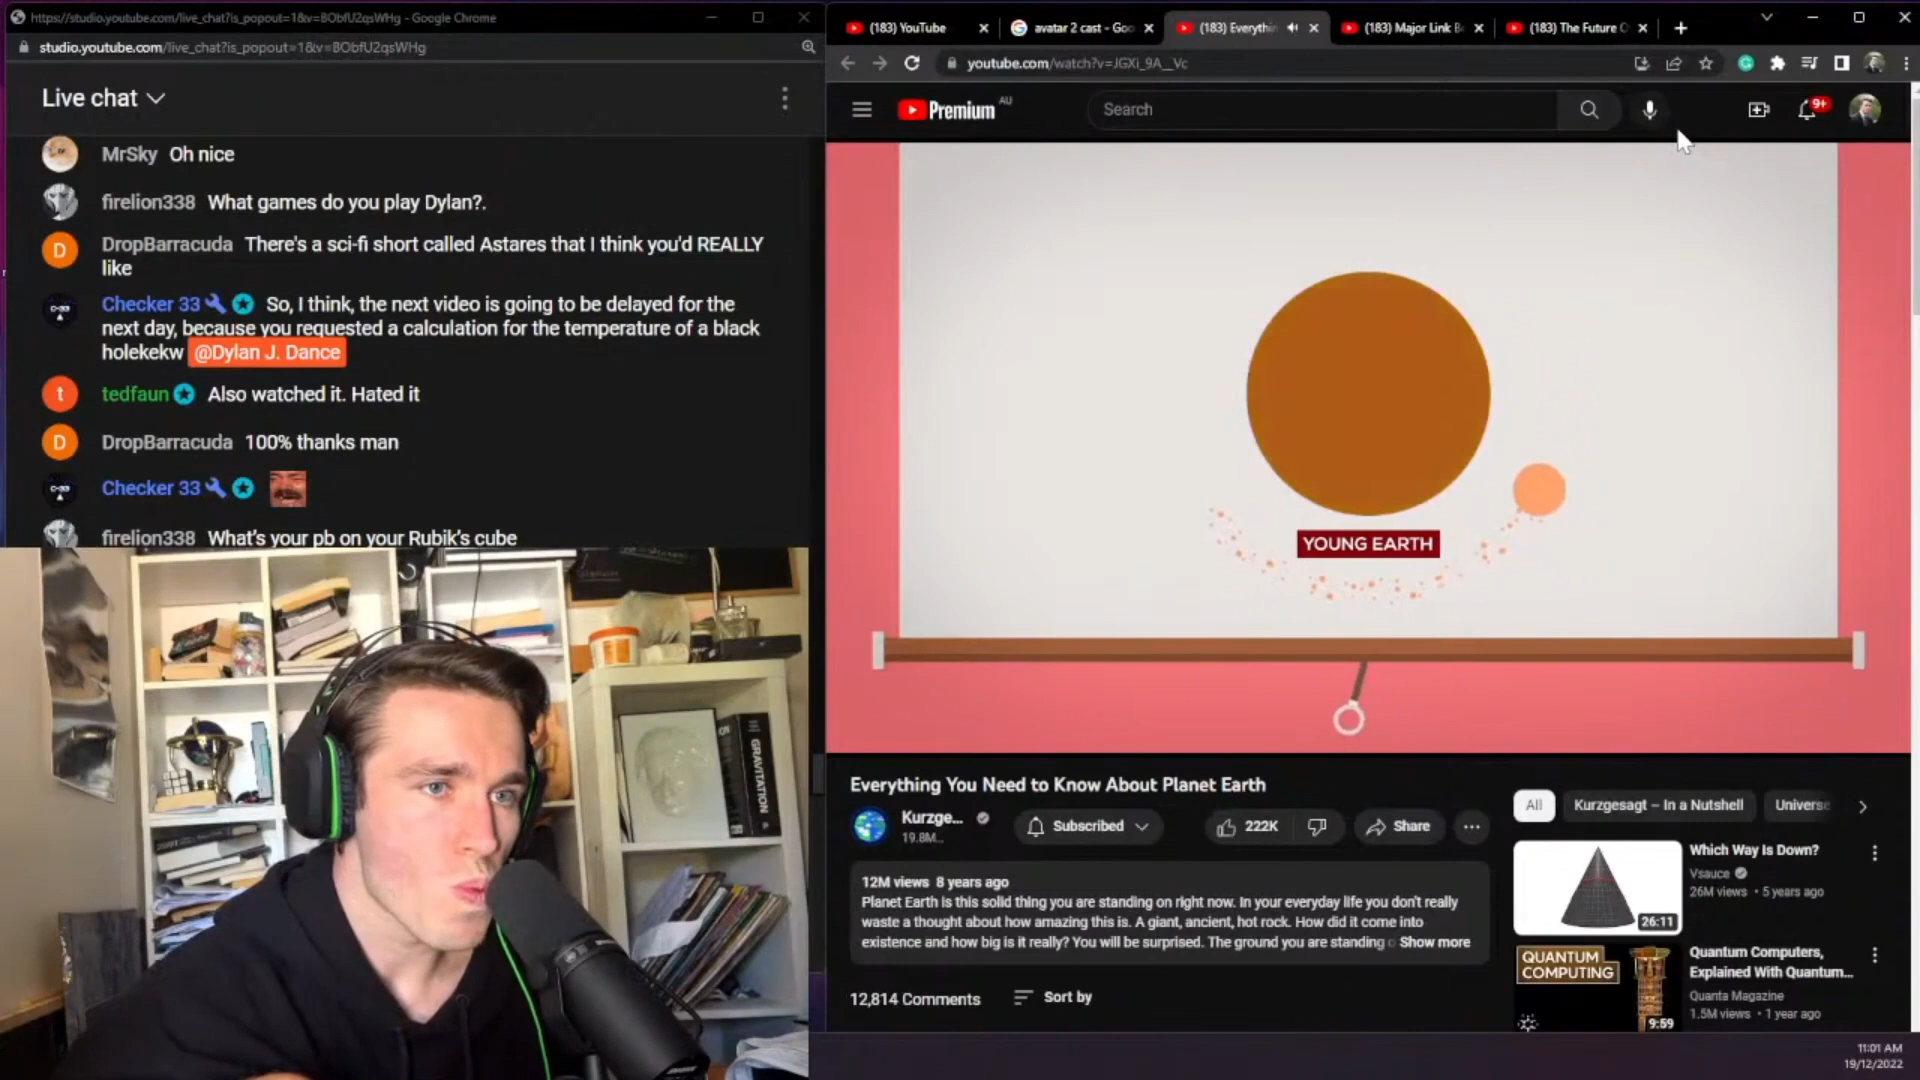 https://studio.youtube.com/live_chat?is_popout=1&v=BObfU2qsWHg - Google Chrome
studio.youtube.com/live_chat?is_popout=1&v=BObfU2qsWHg
Live chat
MrSky Oh nice
firelion338 What games do you play Dylan?.
DropBarracuda There's a sci-fi short called Astares that I think you'd REALLY
like
Checker 33 So, I think, the next video is going to be delayed for the
next day, because you requested a calculation for the temperature of a black
holekekw @Dylan J. Dance
t
tedfaun Also watched it. Hated it
D
DropBarracuda 100% thanks man
Checker 33
firelion338 What's your pb on your Rubik's cube
GRAVITATION
(183) YouTube
avatar 2 cast - Goo
(183) Everythin
(183) Major Link B
(183) The Future O
youtube.com/watch?v=JGXi_9A__Vc
Premium AU
Search
9+
YOUNG EARTH
Everything You Need to Know About Planet Earth
Kurzge...
19.8M...
Subscribed
222K
Share
12M views 8 years ago
Planet Earth is this solid thing you are standing on right now. In your everyday life you don't really
waste a thought about how amazing this is. A giant, ancient, hot rock. How did it come into
existence and how big is it really? You will be surprised. The ground you are standing o Show more
12,814 Comments
Sort by
All
Kurzgesagt – In a Nutshell
Universe
Which Way Is Down?
Vsauce
26M views • 5 years ago
26:11
QUANTUM
COMPUTING
9:59
Quantum Computers,
Explained With Quantum...
Quanta Magazine
1.5M views • 1 year ago
11:01 AM
19/12/2022